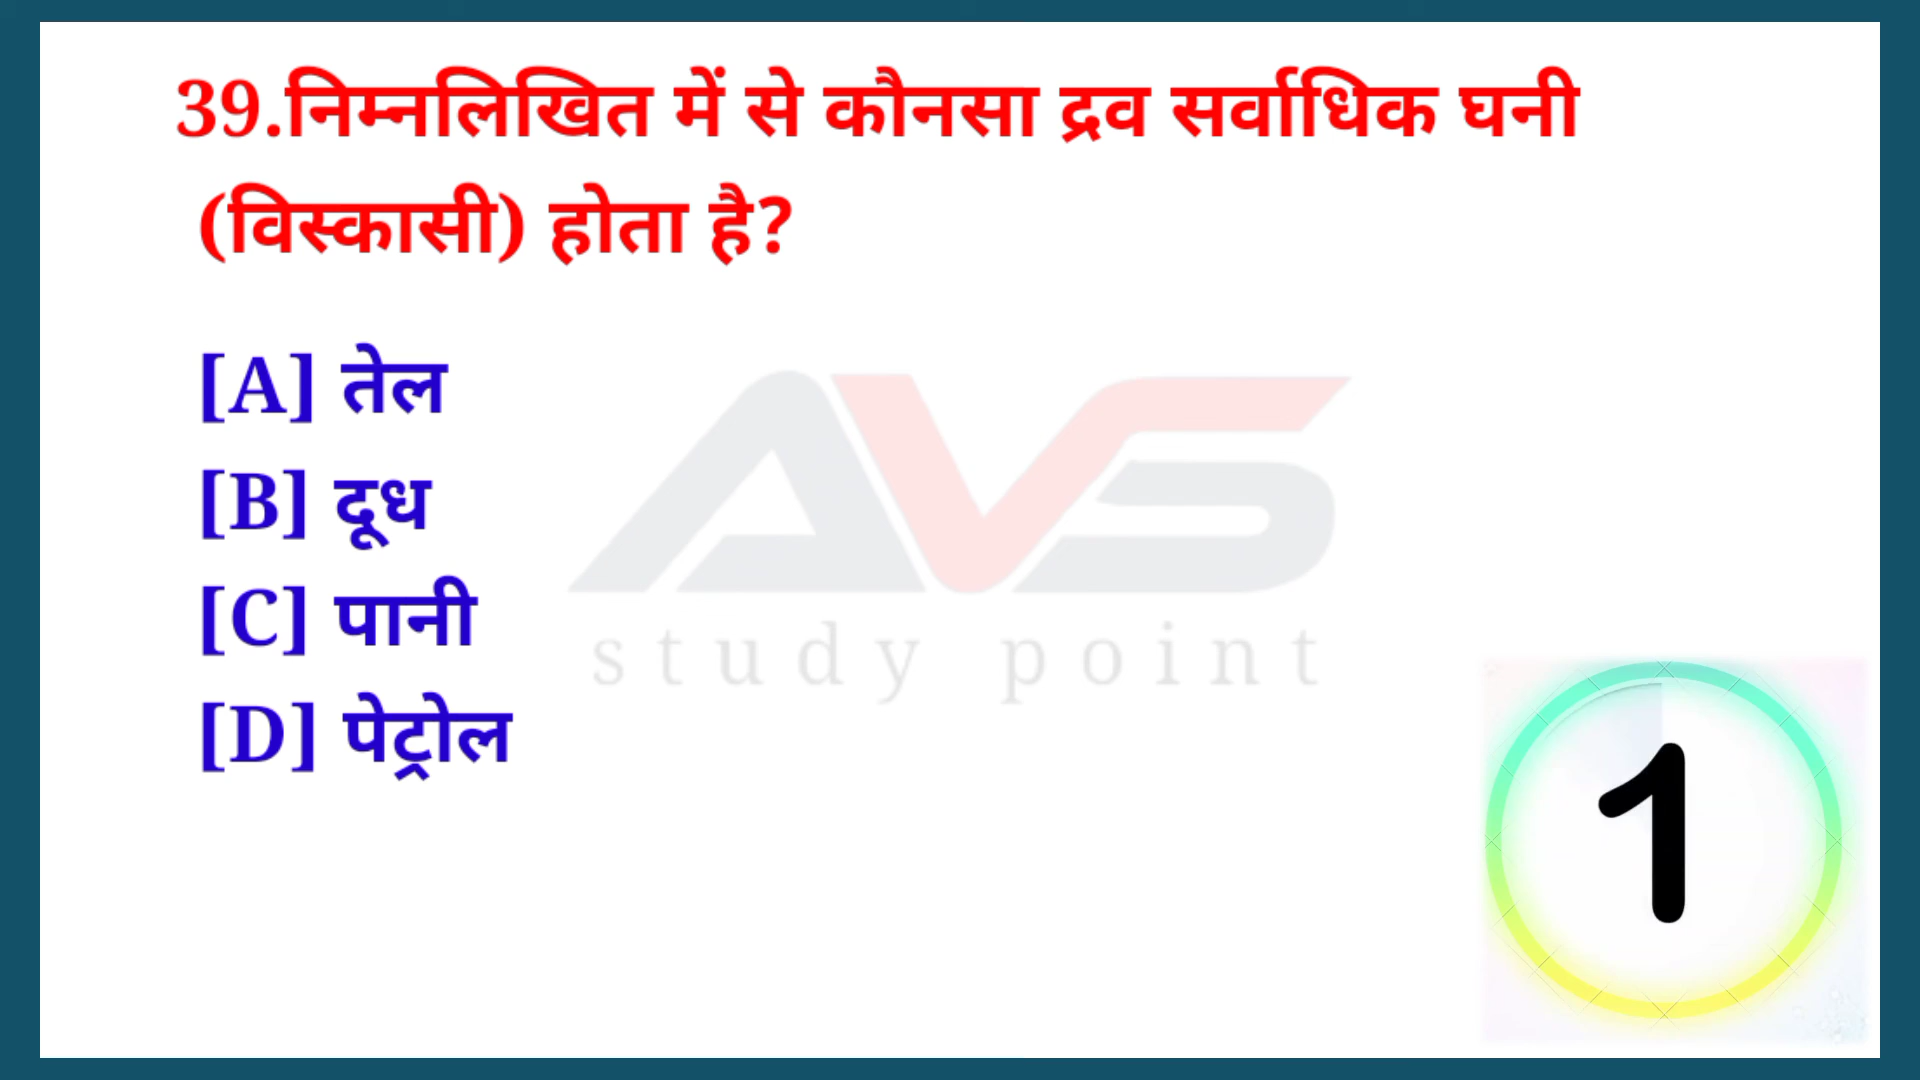 39.निम्नलिखित में से कौनसा द्रव सर्वाधिक घनी
(विस्कासी) होता है?
[A] तेल
[B] दूध
[C] पानी
[D] पेट्रोल
AVS
study point
1